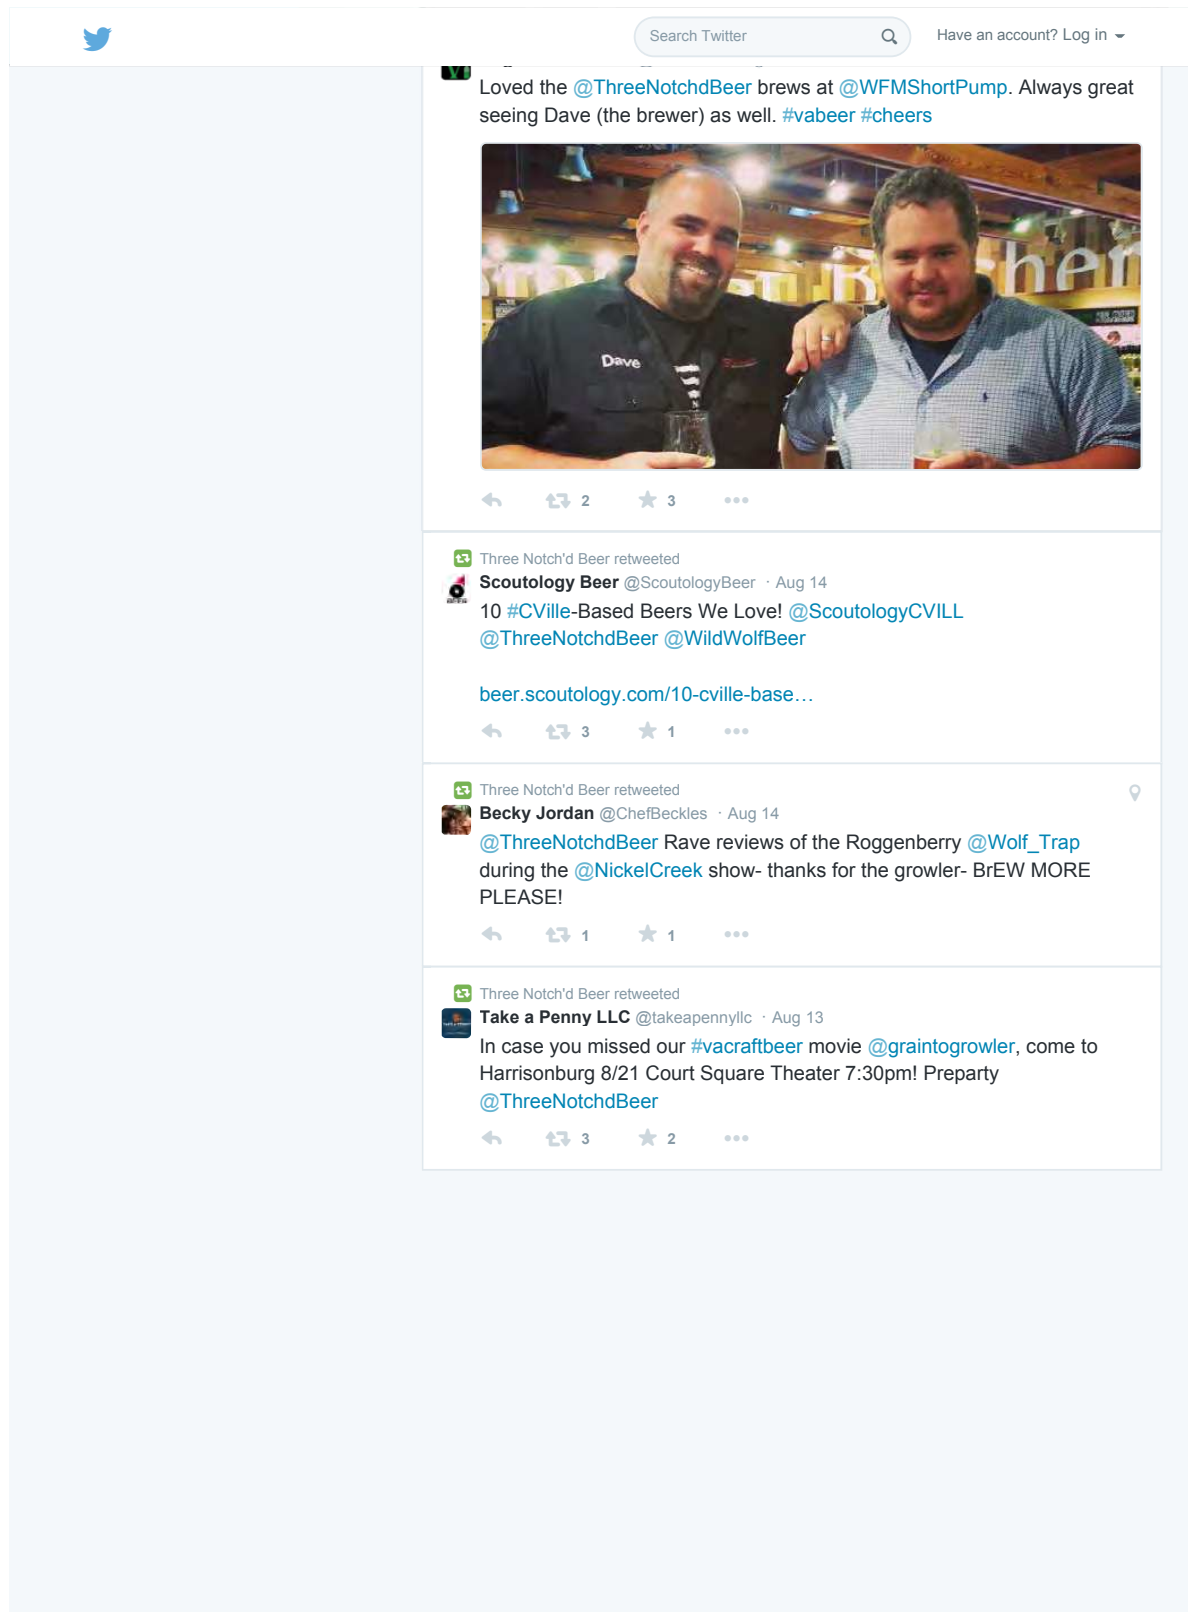 Search Twitter
Have an account? Log in
Loved the @ThreeNotchdBeer brews at @WFMShortPump. Always great
seeing Dave (the brewer) as well. #vabeer #cheers
Dave
2
3
Three Notch'd Beer retweeted
Scoutology Beer @ScoutologyBeer · Aug 14
10 #CVille-Based Beers We Love! @ScoutologyCVILL
@ThreeNotchdBeer @WildWolfBeer
beer.scoutology.com/10-cville-base…
3
1
Three Notch'd Beer retweeted
Becky Jordan @ChefBeckles · Aug 14
@ThreeNotchdBeer Rave reviews of the Roggenberry @Wolf_Trap
during the @NickelCreek show- thanks for the growler- BrEW MORE
PLEASE!
1
1
Three Notch'd Beer retweeted
Take a Penny LLC @takeapennyllc · Aug 13
In case you missed our #vacraftbeer movie @graintogrowler, come to
Harrisonburg 8/21 Court Square Theater 7:30pm! Preparty
@ThreeNotchdBeer
3
2